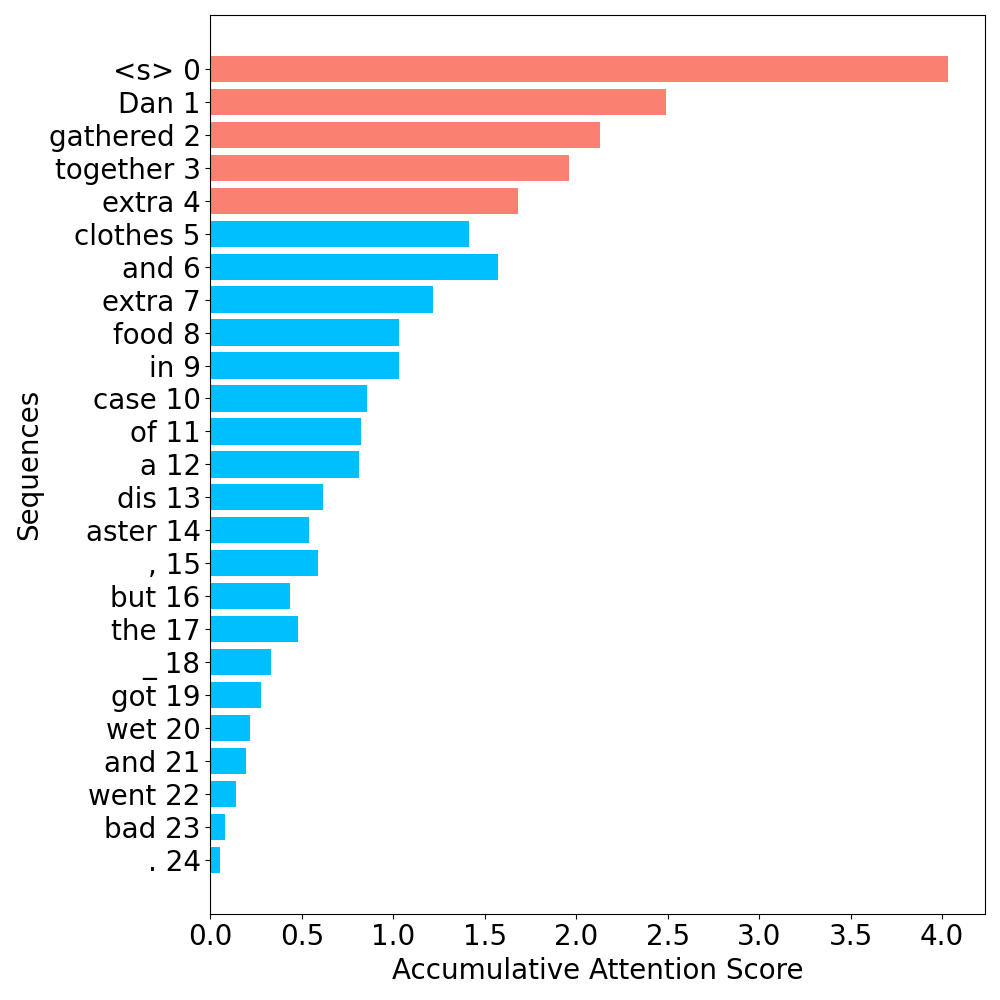 <s> 0
Dan 1
gathered 2
together 3
extra 4
clothes 5
and 6
extra 7
food 8
in 9
case 10
of 11
a 12
dis 13
aster 14
, 15
but 16
the 17
_ 18
got 19
wet 20
and 21
went 22
bad 23
. 24
Sequences
0.0 0.5 1.0 1.5 2.0 2.5 3.0 3.5 4.0
Accumulative Attention Score